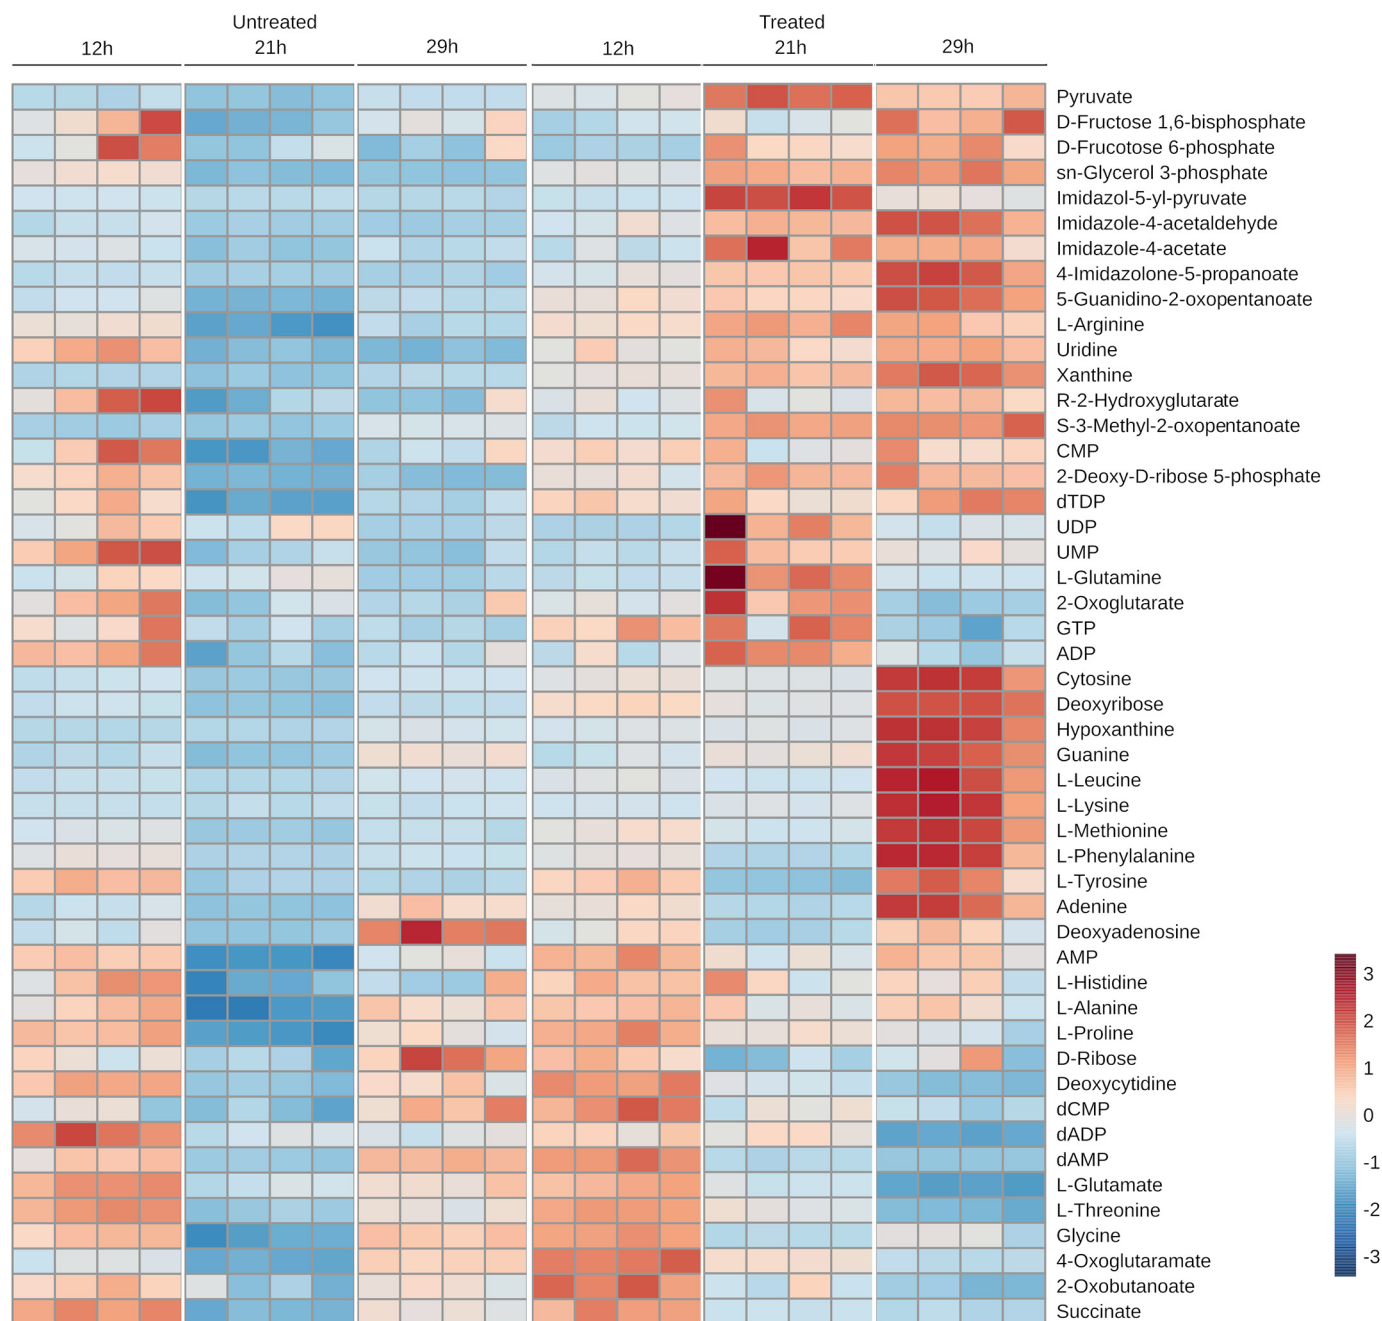 Untreated Treated
12h 21h 29h 12h 21h 29h
Pyruvate
D-Fructose 1,6-bisphosphate
D-Frucotose 6-phosphate
sn-Glycerol 3-phosphate
Imidazol-5-yl-pyruvate
Imidazole-4-acetaldehyde
Imidazole-4-acetate
4-Imidazolone-5-propanoate
5-Guanidino-2-oxopentanoate
L-Arginine
Uridine
Xanthine
R-2-Hydroxyglutarate
S-3-Methyl-2-oxopentanoate
CMP
2-Deoxy-D-ribose 5-phosphate
dTDP
UDP
UMP
L-Glutamine
2-Oxoglutarate
GTP
ADP
Cytosine
Deoxyribose
Hypoxanthine
Guanine
L-Leucine
L-Lysine
L-Methionine
L-Phenylalanine
L-Tyrosine
Adenine
Deoxyadenosine
AMP
L-Histidine
L-Alanine
L-Proline
D-Ribose
Deoxycytidine
dCMP
dADP
dAMP
L-Glutamate
L-Threonine
Glycine
4-Oxoglutaramate
2-Oxobutanoate
Succinate
3
2
1
0
-1
-2
-3